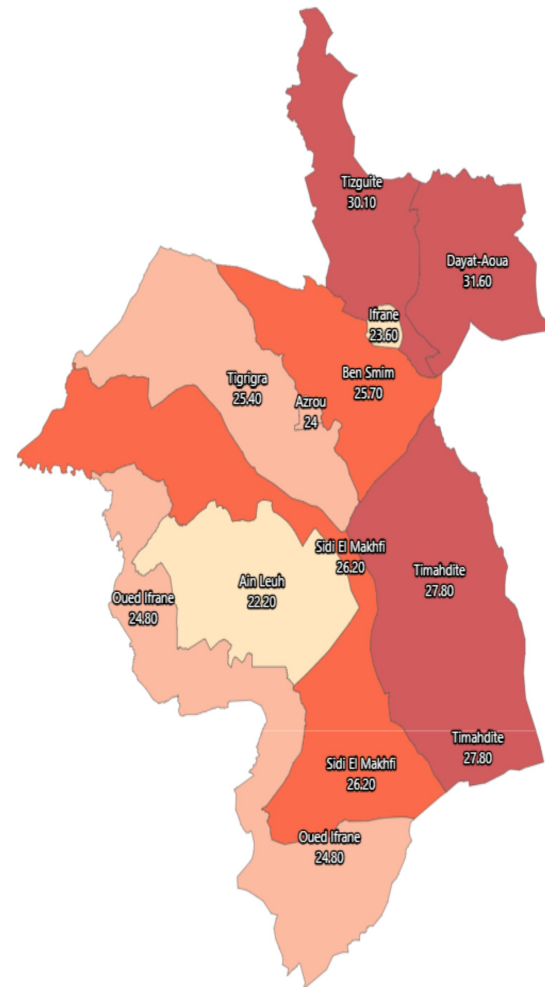 Tizguite
30.10
Dayat-Aoua
31.60
Ifrane
23.60
Ben Smim
25.70
Tigrigra
25.40
Azrou
24
Sidi El Makhfi
26.20
Timahdite
27.80
Ain Leuh
22.20
Oued Ifrane
24.80
Timahdite
27.80
Sidi El Makhfi
26.20
Oued Ifrane
24.80